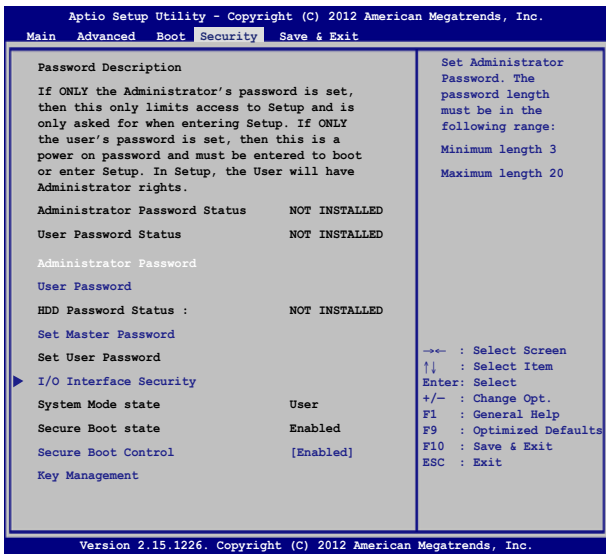 Aptio Setup Utility - Copyright (C) 2012 American Megatrends, Inc.
Main Advanced Boot Security Save & Exit
Password Description
If ONLY the Administrator's password is set,
then this only limits access to Setup and is
only asked for when entering Setup. If ONLY
the user's password is set, then this is a
power on password and must be entered to boot
or enter Setup. In Setup, the User will have
Administrator rights.
Administrator Password Status NOT INSTALLED
User Password Status NOT INSTALLED
Administrator Password
User Password
HDD Password Status : NOT INSTALLED
Set Master Password
Set User Password
I/O Interface Security
System Mode state User
Secure Boot state Enabled
Secure Boot Control [Enabled]
Key Management
Set Administrator
Password. The
password length
must be in the
following range:
Minimum length 3
Maximum length 20
→← : Select Screen
↑↓ : Select Item
Enter: Select
+/— : Change Opt.
F1 : General Help
F9 : Optimized Defaults
F10 : Save & Exit
ESC : Exit
Version 2.15.1226. Copyright (C) 2012 American Megatrends, Inc.